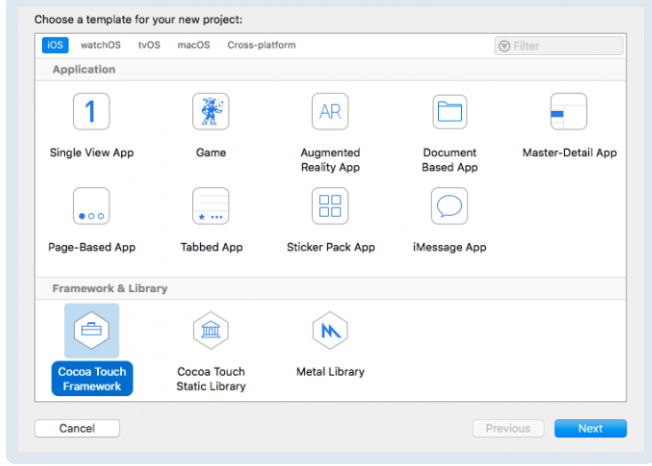 Choose a template for your new project:
iOS watchOS tvOS macOS Cross-platform Filter
Application
1 AR
Single View App Game Augmented Reality App Document Based App Master-Detail App
Page-Based App Tabbed App Sticker Pack App iMessage App
Framework & Library
Cocoa Touch Framework Cocoa Touch Static Library Metal Library
Cancel Previous Next